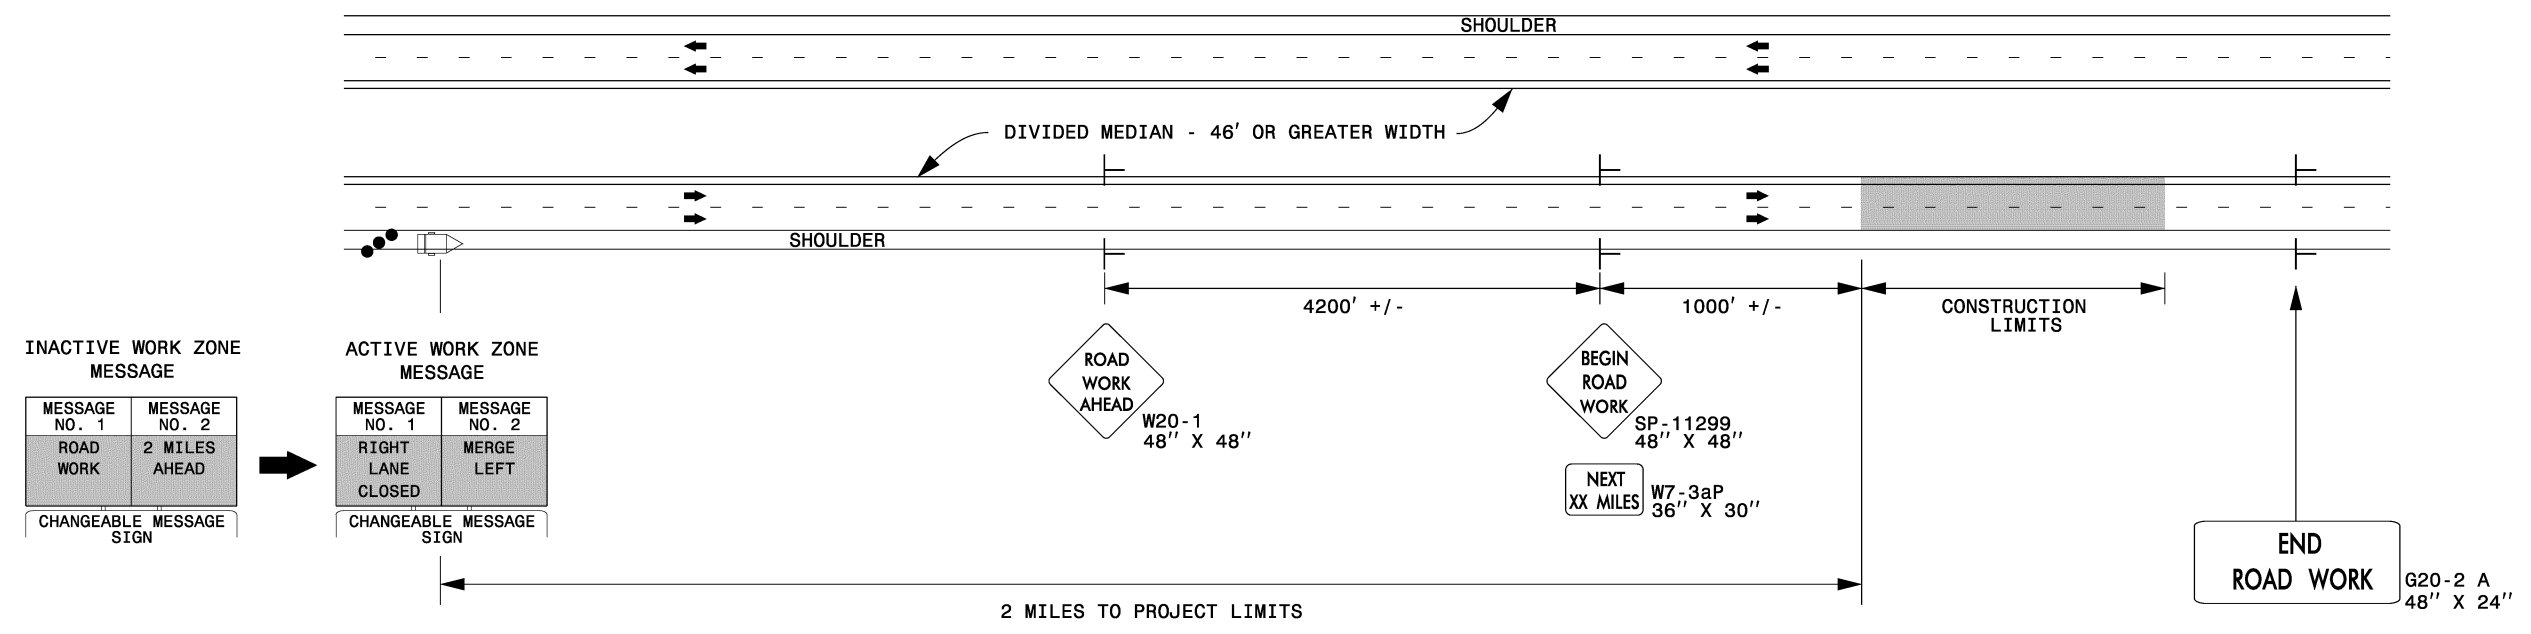 SHOULDER
DIVIDED MEDIAN - 46' OR GREATER WIDTH
SHOULDER
4200' +/-
1000' +/-
CONSTRUCTION
LIMITS
INACTIVE WORK ZONE
MESSAGE
MESSAGE
NO. 1
MESSAGE
NO. 2
ROAD
WORK
2 MILES
AHEAD
CHANGEABLE MESSAGE
SIGN
ACTIVE WORK ZONE
MESSAGE
MESSAGE
NO. 1
MESSAGE
NO. 2
RIGHT
LANE
CLOSED
MERGE
LEFT
CHANGEABLE MESSAGE
SIGN
ROAD
WORK
AHEAD
W20-1
48'' X 48''
BEGIN
ROAD
WORK
SP-11299
48'' X 48''
NEXT
XX MILES
W7-3aP
36'' X 30''
END
ROAD WORK
G20-2 A
48'' X 24''
2 MILES TO PROJECT LIMITS